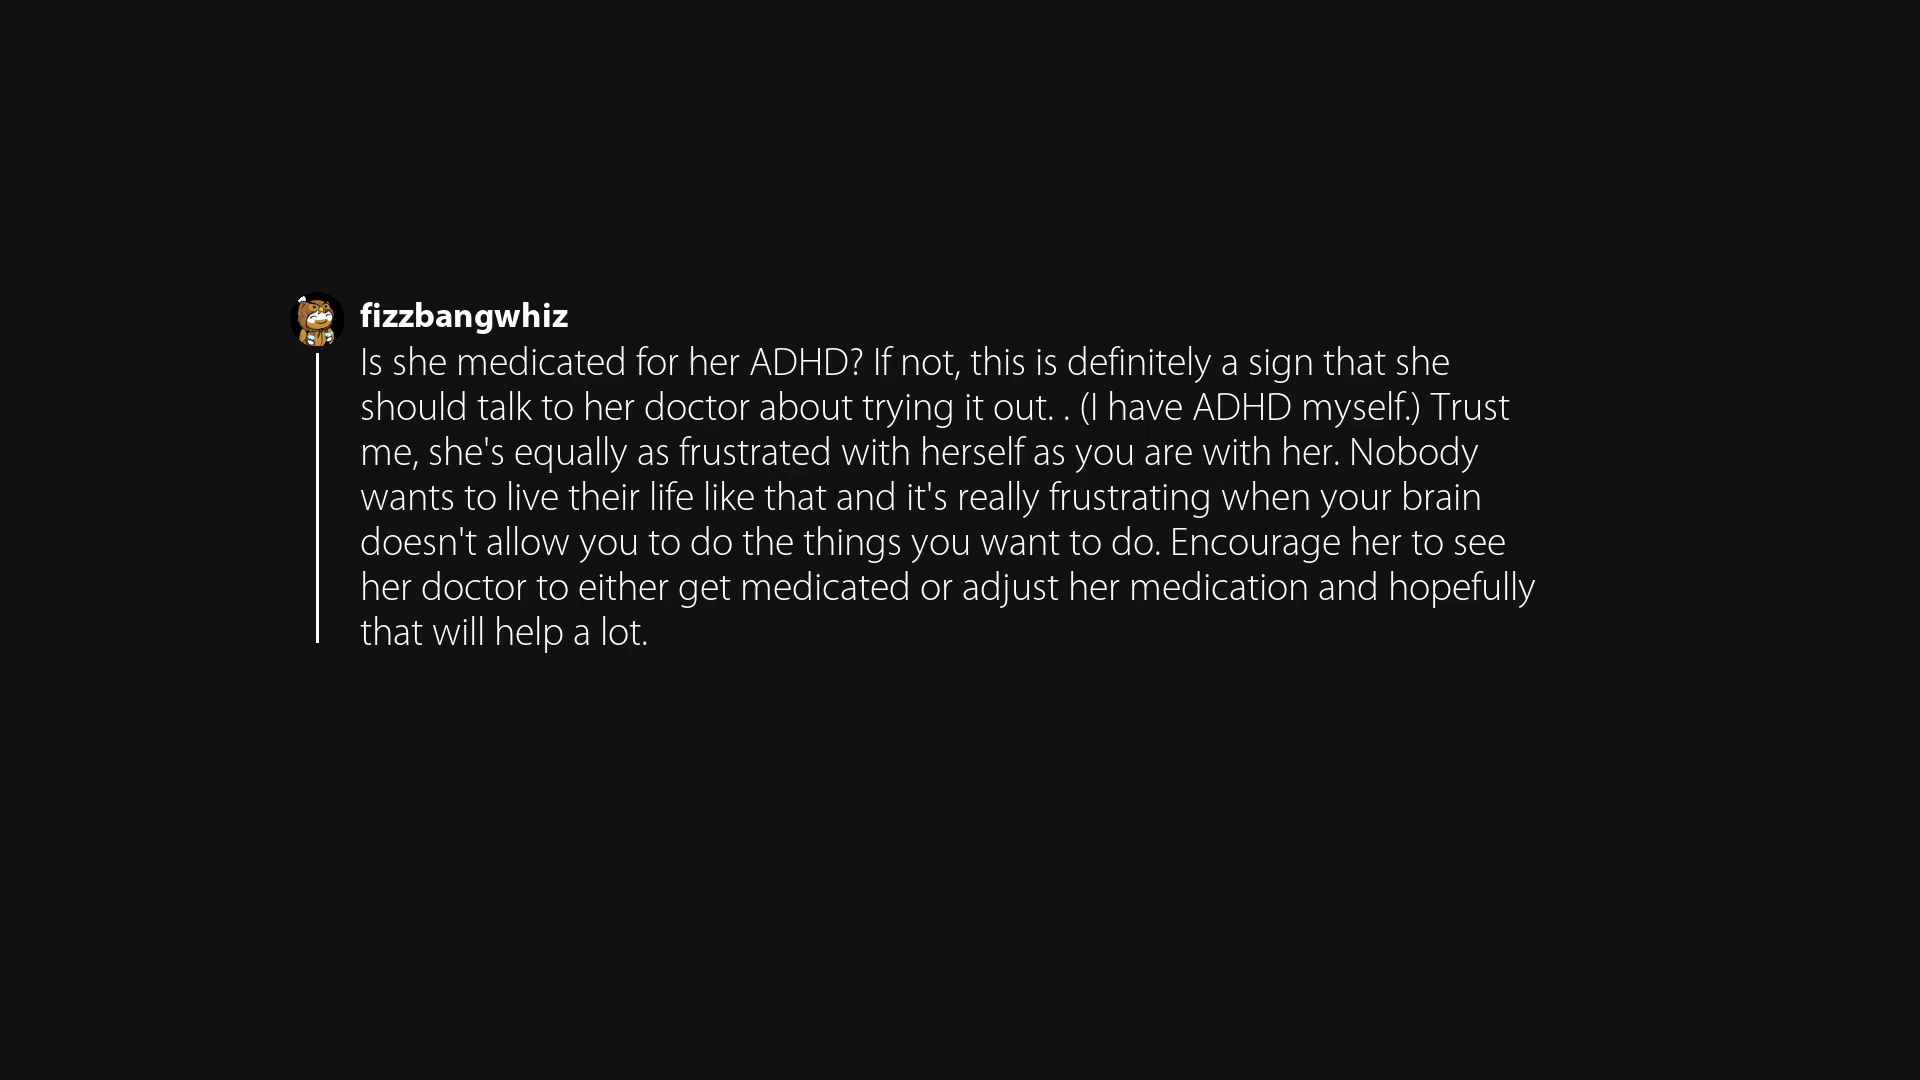 fizzbangwhiz
Is she medicated for her ADHD? If not, this is definitely a sign that she
should talk to her doctor about trying it out. . (I have ADHD myself.) Trust
me, she's equally as frustrated with herself as you are with her. Nobody
wants to live their life like that and it's really frustrating when your brain
doesn't allow you to do the things you want to do. Encourage her to see
her doctor to either get medicated or adjust her medication and hopefully
that will help a lot.